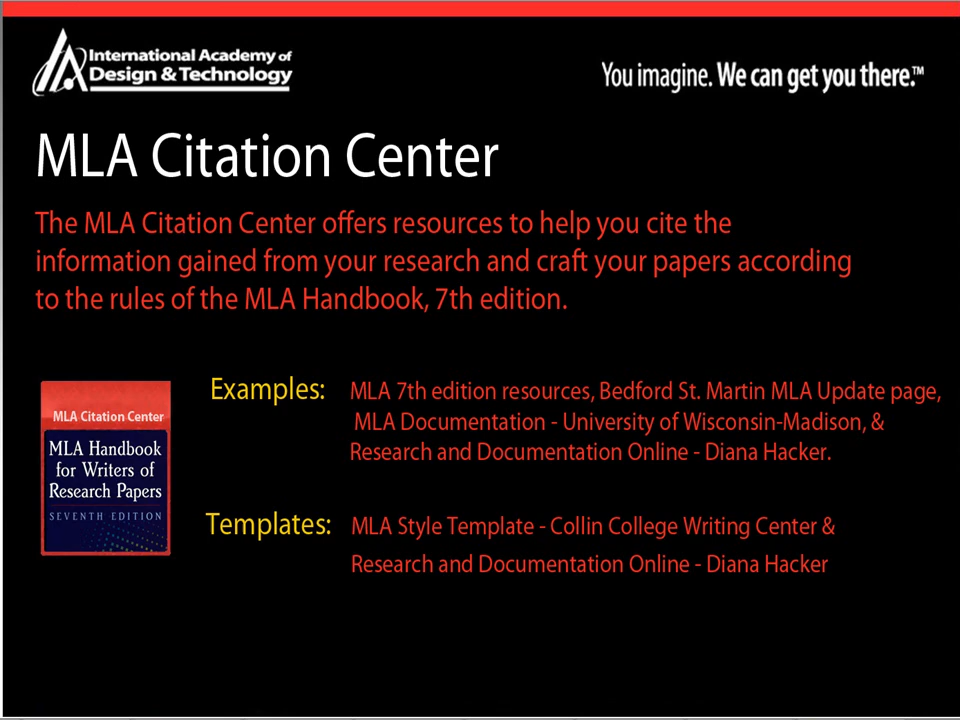 International Academy of
Design & Technology
You imagine. We can get you there.™
MLA Citation Center
The MLA Citation Center offers resources to help you cite the
information gained from your research and craft your papers according
to the rules of the MLA Handbook, 7th edition.
MLA Citation Center
MLA Handbook
for Writers of
Research Papers
SEVENTH EDITION
Examples: MLA 7th edition resources, Bedford St. Martin MLA Update page,
MLA Documentation - University of Wisconsin-Madison, &
Research and Documentation Online - Diana Hacker.
Templates: MLA Style Template - Collin College Writing Center &
Research and Documentation Online - Diana Hacker